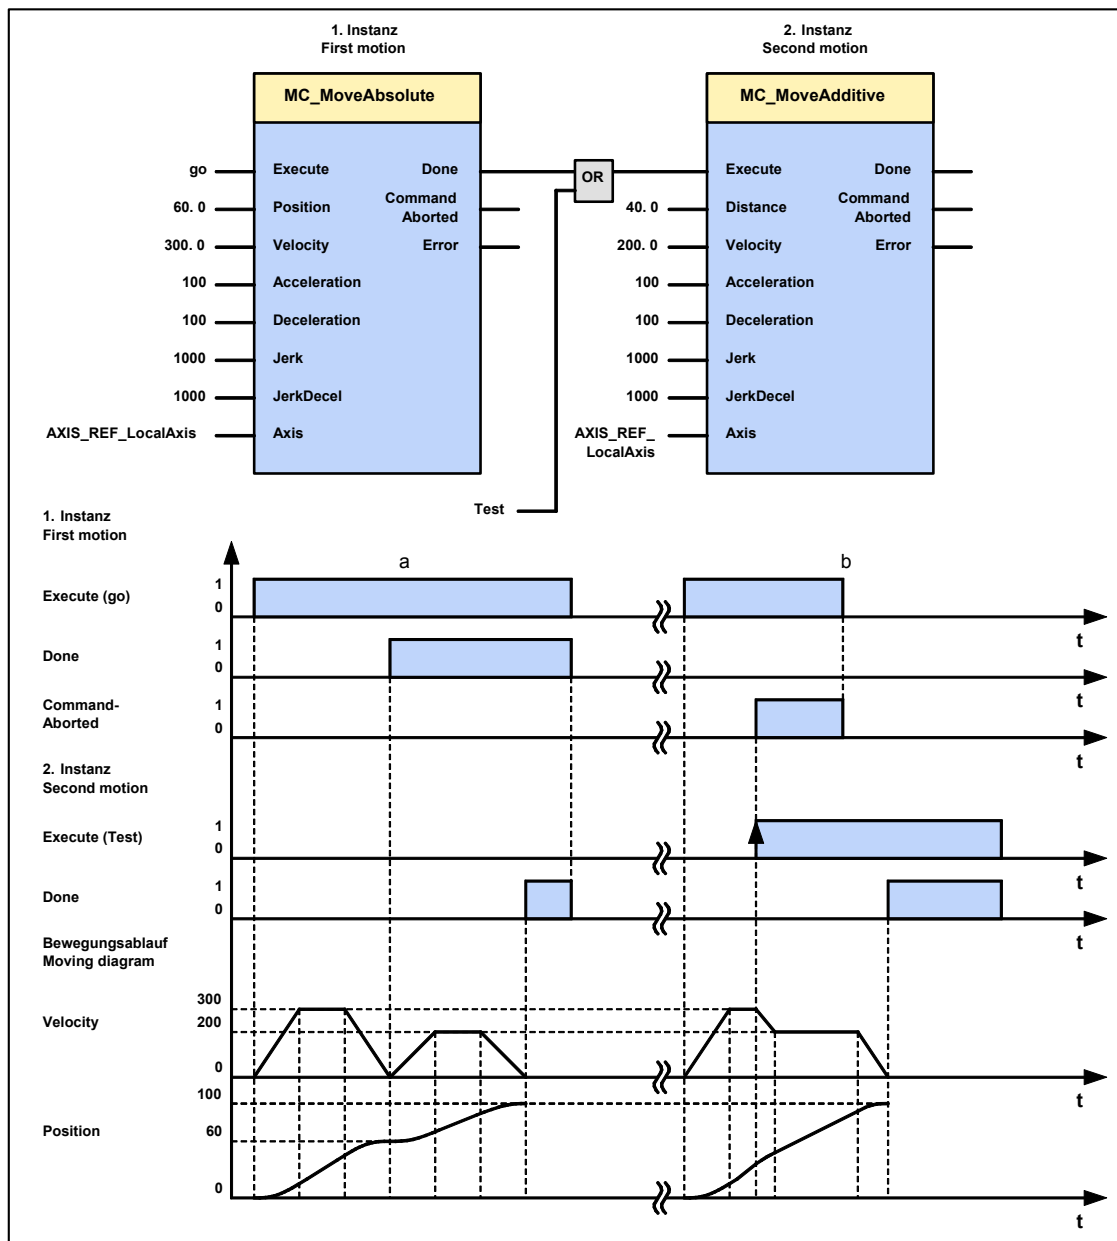 1. Instanz
First motion
2. Instanz
Second motion
MC_MoveAbsolute
MC_MoveAdditive
go
Execute
Done
OR
Execute
Done
60. 0
Position
Command
Aborted
40. 0
Distance
Command
Aborted
300. 0
Velocity
Error
200. 0
Velocity
Error
100
Acceleration
100
Acceleration
100
Deceleration
100
Deceleration
1000
Jerk
1000
Jerk
1000
JerkDecel
1000
JerkDecel
AXIS_REF_LocalAxis
Axis
AXIS_REF_
LocalAxis
Axis
Test
1. Instanz
First motion
a
b
Execute (go)
1
0
t
Done
1
0
t
Command-
Aborted
1
0
t
2. Instanz
Second motion
Execute (Test)
1
0
t
Done
1
0
t
Bewegungsablauf
Moving diagram
Velocity
300
200
0
t
Position
100
60
0
t